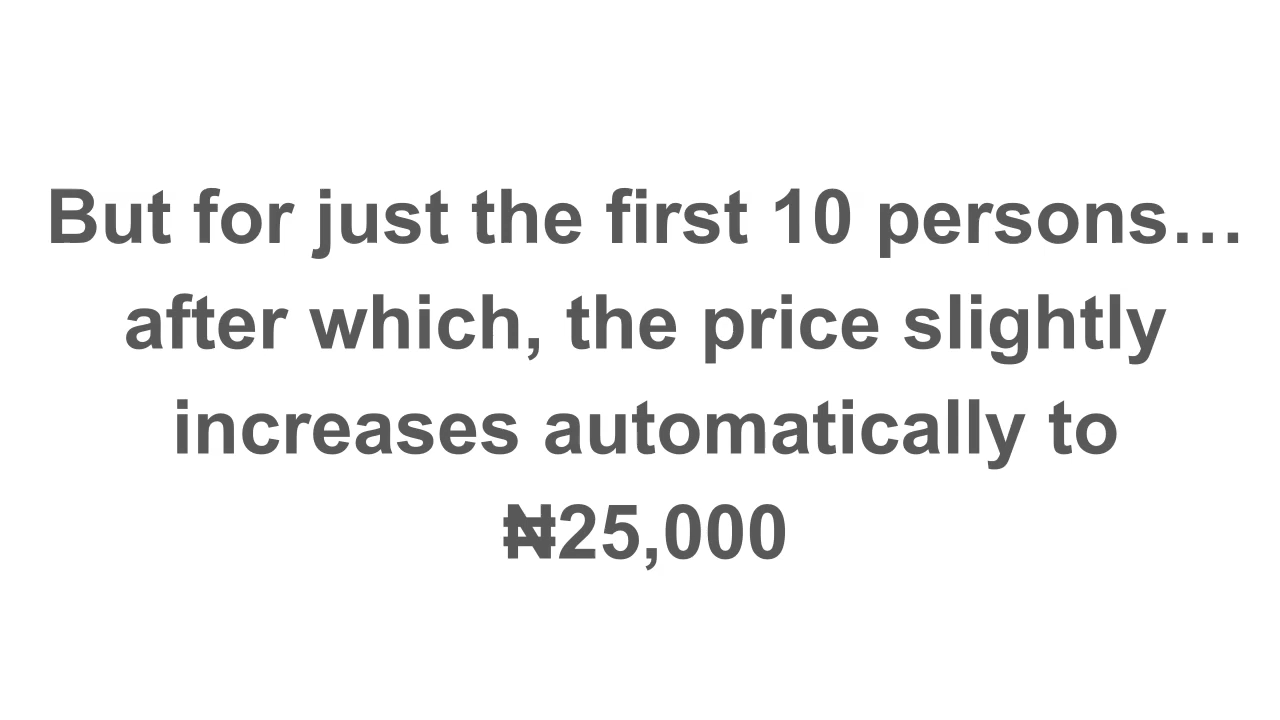 But for just the first 10 persons…
after which, the price slightly
increases automatically to
₦25,000